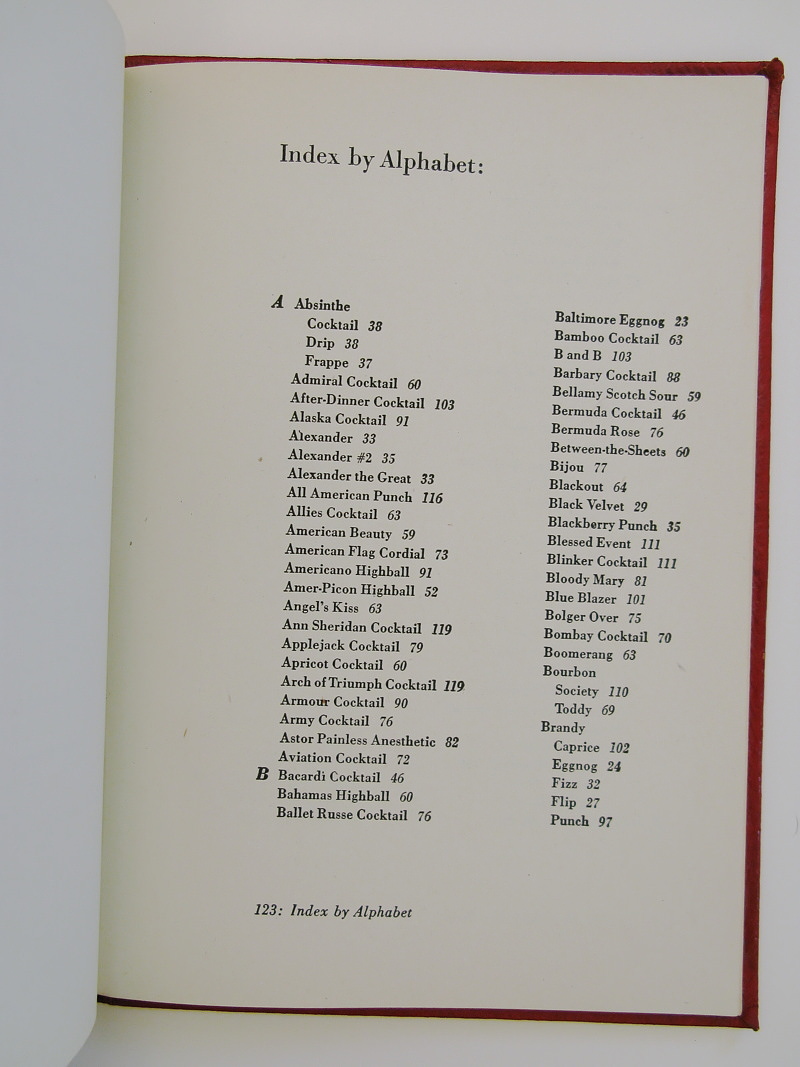 Index by Alphabet:
A Absinthe
Cocktail 38
Drip 38
Frappe 37
Admiral Cocktail 60
After-Dinner Cocktail 103
Alaska Cocktail 91
Alexander 33
Alexander #2 35
Alexander the Great 33
All American Punch 116
Allies Cocktail 63
American Beauty 59
American Flag Cordial 73
Americano Highball 91
Amer-Picon Highball 52
Angel's Kiss 63
Ann Sheridan Cocktail 119
Applejack Cocktail 79
Apricot Cocktail 60
Arch of Triumph Cocktail 119
Armour Cocktail 90
Army Cocktail 76
Astor Painless Anesthetic 82
Aviation Cocktail 72
B Bacardi Cocktail 46
Bahamas Highball 60
Ballet Russe Cocktail 76
Baltimore Eggnog 23
Bamboo Cocktail 63
B and B 103
Barbary Cocktail 88
Bellamy Scotch Sour 59
Bermuda Cocktail 46
Bermuda Rose 76
Between-the-Sheets 60
Bijou 77
Blackout 64
Black Velvet 29
Blackberry Punch 35
Blessed Event 111
Blinker Cocktail 111
Bloody Mary 81
Blue Blazer 101
Bolger Over 75
Bombay Cocktail 70
Boomerang 63
Bourbon
Society 110
Toddy 69
Brandy
Caprice 102
Eggnog 24
Fizz 32
Flip 27
Punch 97
123: Index by Alphabet